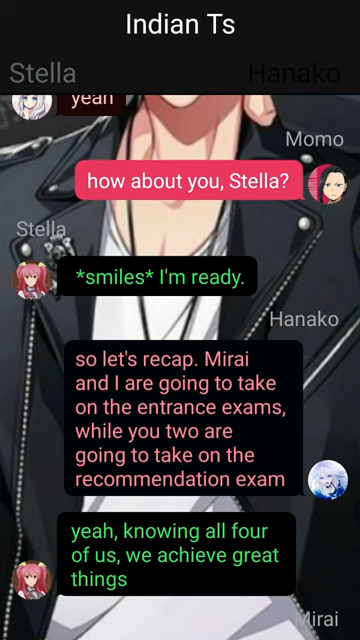 Indian Ts
Stella
Hanako
yeah
Momo
how about you, Stella?
Stella
*smiles* I'm ready.
Hanako
so let's recap. Mirai
and I are going to take
on the entrance exams,
while you two are
going to take on the
recommendation exam
yeah, knowing all four
of us, we achieve great
things
Mirai